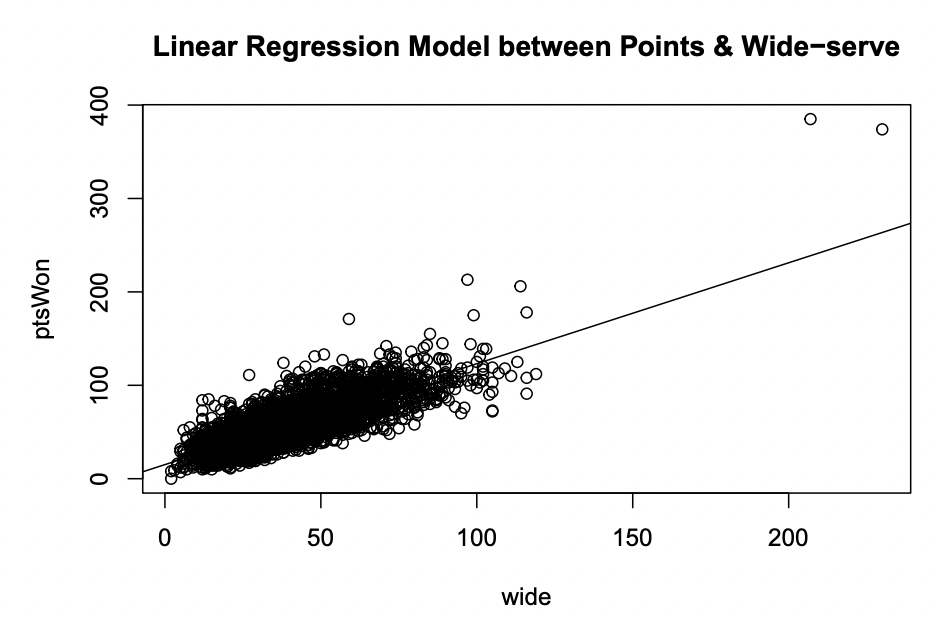 Linear Regression Model between Points & Wide−serve
400
300
200
100
0
ptsWon
0 50 100 150 200
wide